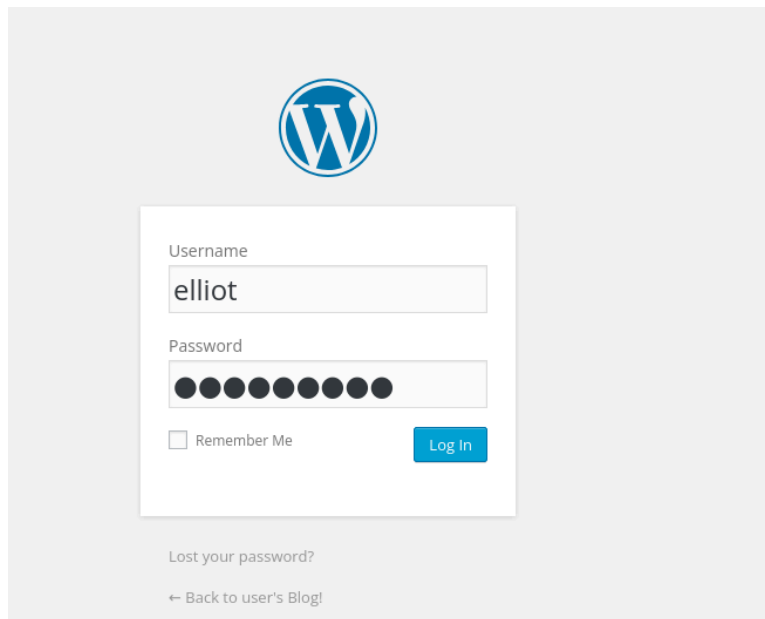 Username
elliot
Password
●●●●●●●●●
Remember Me
Log In
Lost your password?
← Back to user's Blog!